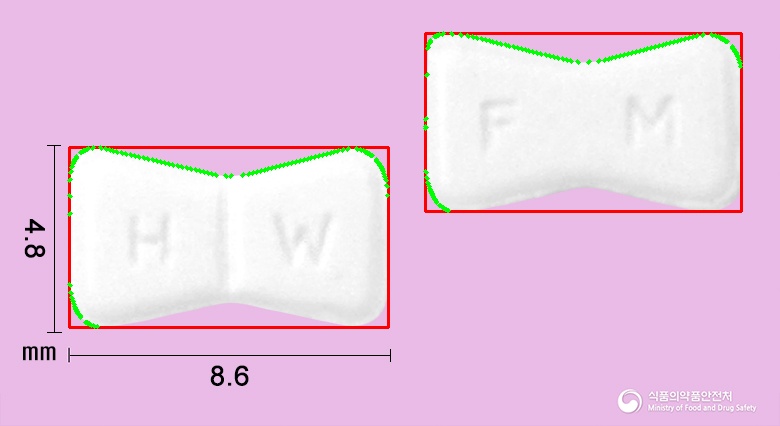 F M
H W
4.8
mm
8.6
식품의약품안전처
Ministry of Food and Drug Safety